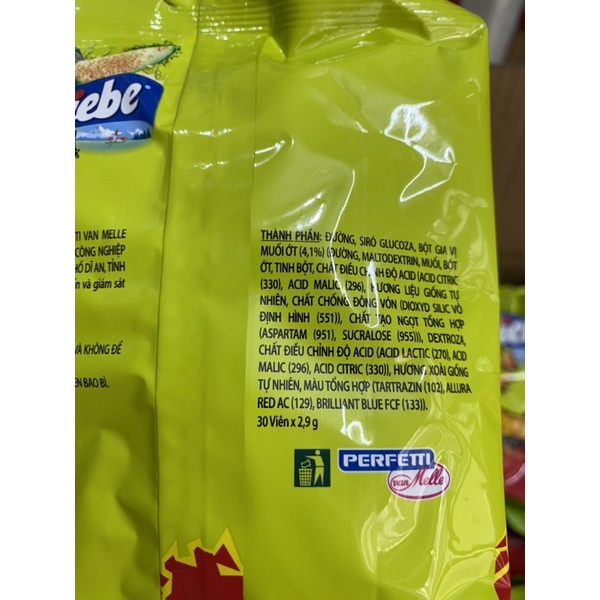 ebe
TI VAN MELLE
CÔNG NGHIỆP
HỐ DĨ AN, TỈNH
n và giám sát
VÀ KHÔNG ĐỂ
ÊN BAO BÌ.
THÀNH PHẦN: ĐƯỜNG, SIRÔ GLUCOZA, BỘT GIA VỊ
MUỐI ỚT (4,1%) (ĐƯỜNG, MALTODEXTRIN, MUỐI, BỘT
ỚT, TINH BỘT, CHẤT ĐIỀU CHỈNH ĐỘ ACID (ACID CITRIC
(330), ACID MALIC (296), HƯƠNG LIỆU GIỐNG TỰ
NHIÊN, CHẤT CHỐNG ĐÔNG VÓN (DIOXYD SILIC VÔ
ĐỊNH HÌNH (551)), CHẤT TẠO NGỌT TỔNG HỢP
(ASPARTAM (951), SUCRALOSE (955))), DEXTROZA,
CHẤT ĐIỀU CHỈNH ĐỘ ACID (ACID LACTIC (270), ACID
MALIC (296), ACID CITRIC (330)), HƯƠNG XOÀI GIỐNG
TỰ NHIÊN, MÀU TỔNG HỢP (TARTRAZIN (102), ALLURA
RED AC (129), BRILLIANT BLUE FCF (133)).
30 Viên x 2,9 g
PERFETTI
van Melle